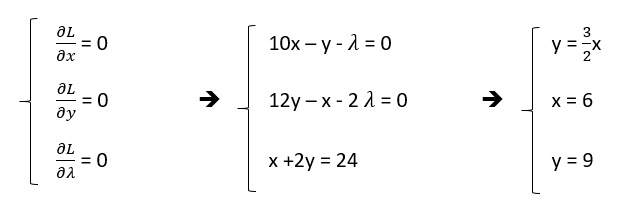 ∂L/∂x = 0
∂L/∂y = 0
∂L/∂λ = 0
➔
10x – y - λ = 0
12y – x - 2 λ = 0
x +2y = 24
➔
y = 3/2x
x = 6
y = 9